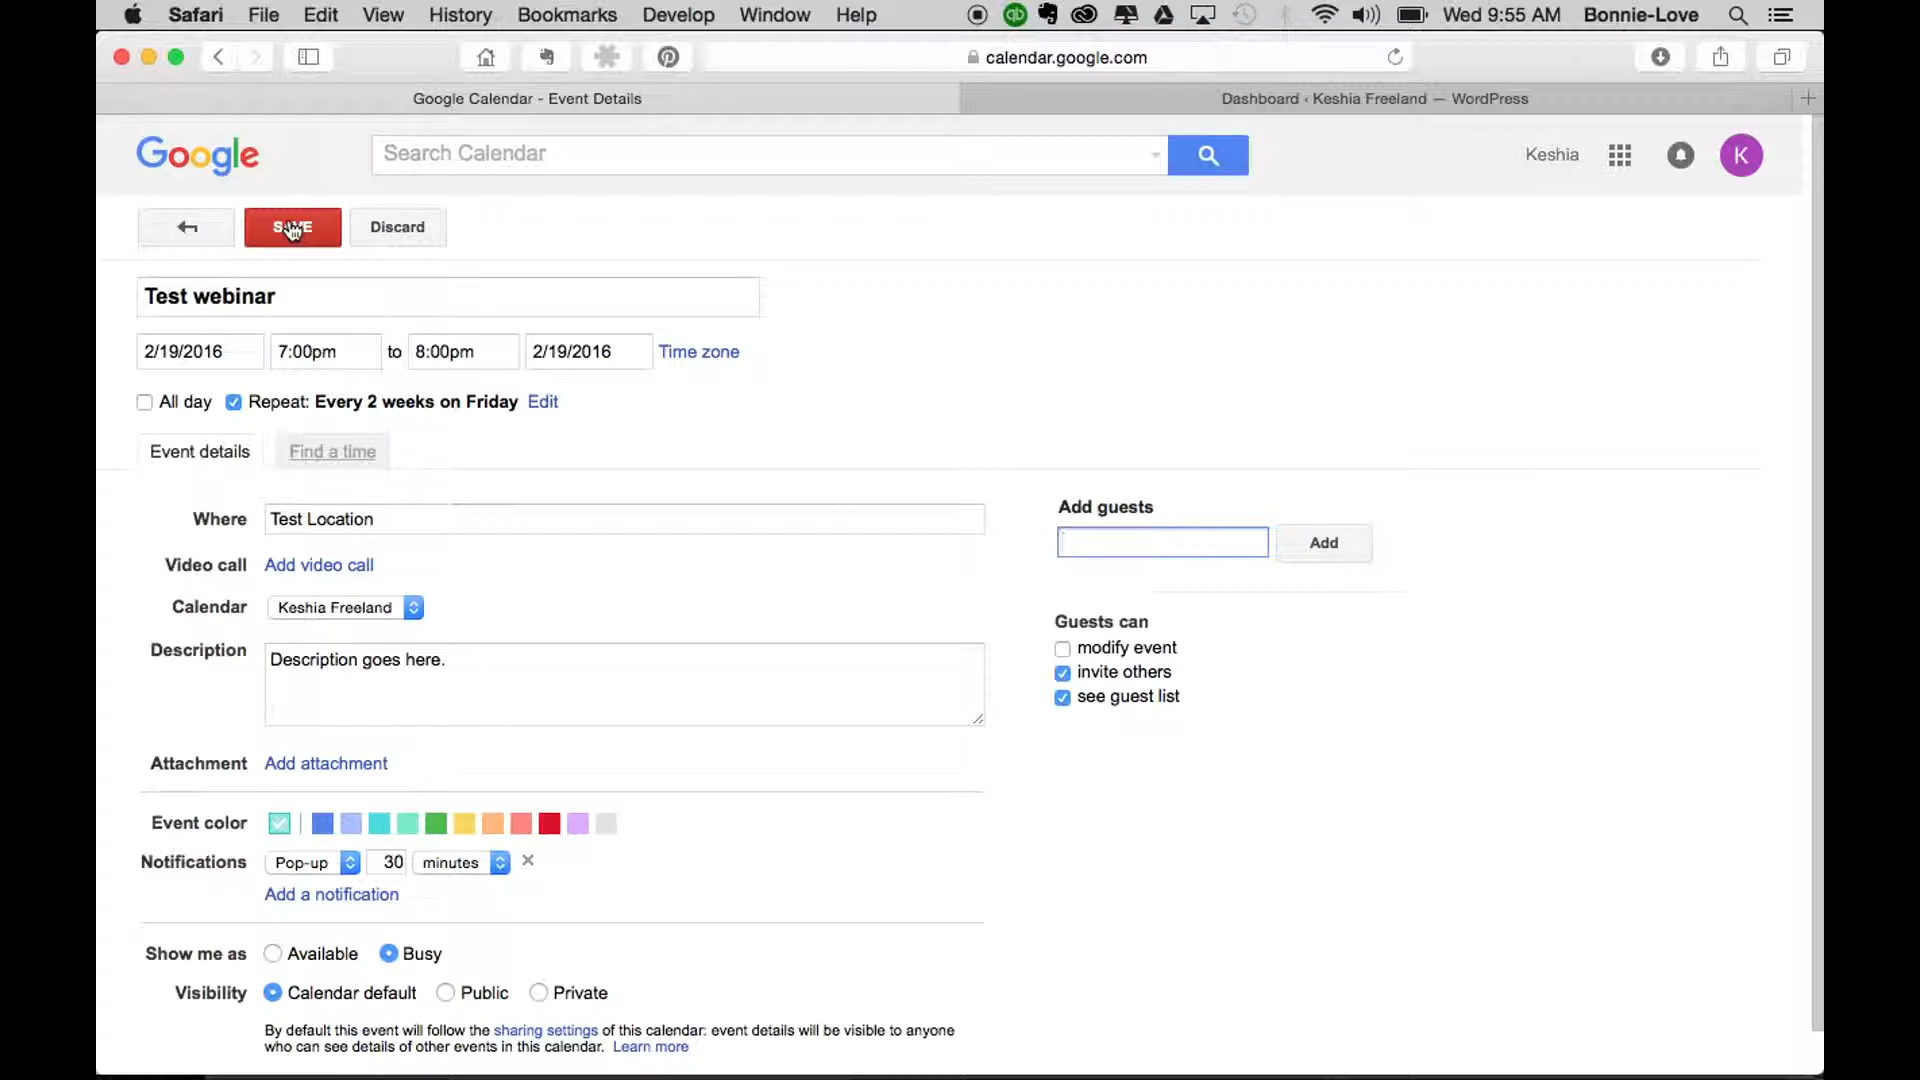 Safari File Edit View History Bookmarks Develop Window Help qb Wed 9:55 AM Bonnie-Love
calendar.google.com
Google Calendar - Event Details Dashboard ‹ Keshia Freeland — WordPress
Google Search Calendar Keshia K
SAVE Discard
Test webinar
2/19/2016 7:00pm to 8:00pm 2/19/2016 Time zone
All day Repeat: Every 2 weeks on Friday Edit
Event details Find a time
Where Test Location
Video call Add video call
Calendar Keshia Freeland
Description Description goes here.
Attachment Add attachment
Event color
Notifications Pop-up 30 minutes
Add a notification
Show me as Available Busy
Visibility Calendar default Public Private
By default this event will follow the sharing settings of this calendar: event details will be visible to anyone
who can see details of other events in this calendar. Learn more
Add guests
Add
Guests can
modify event
invite others
see guest list